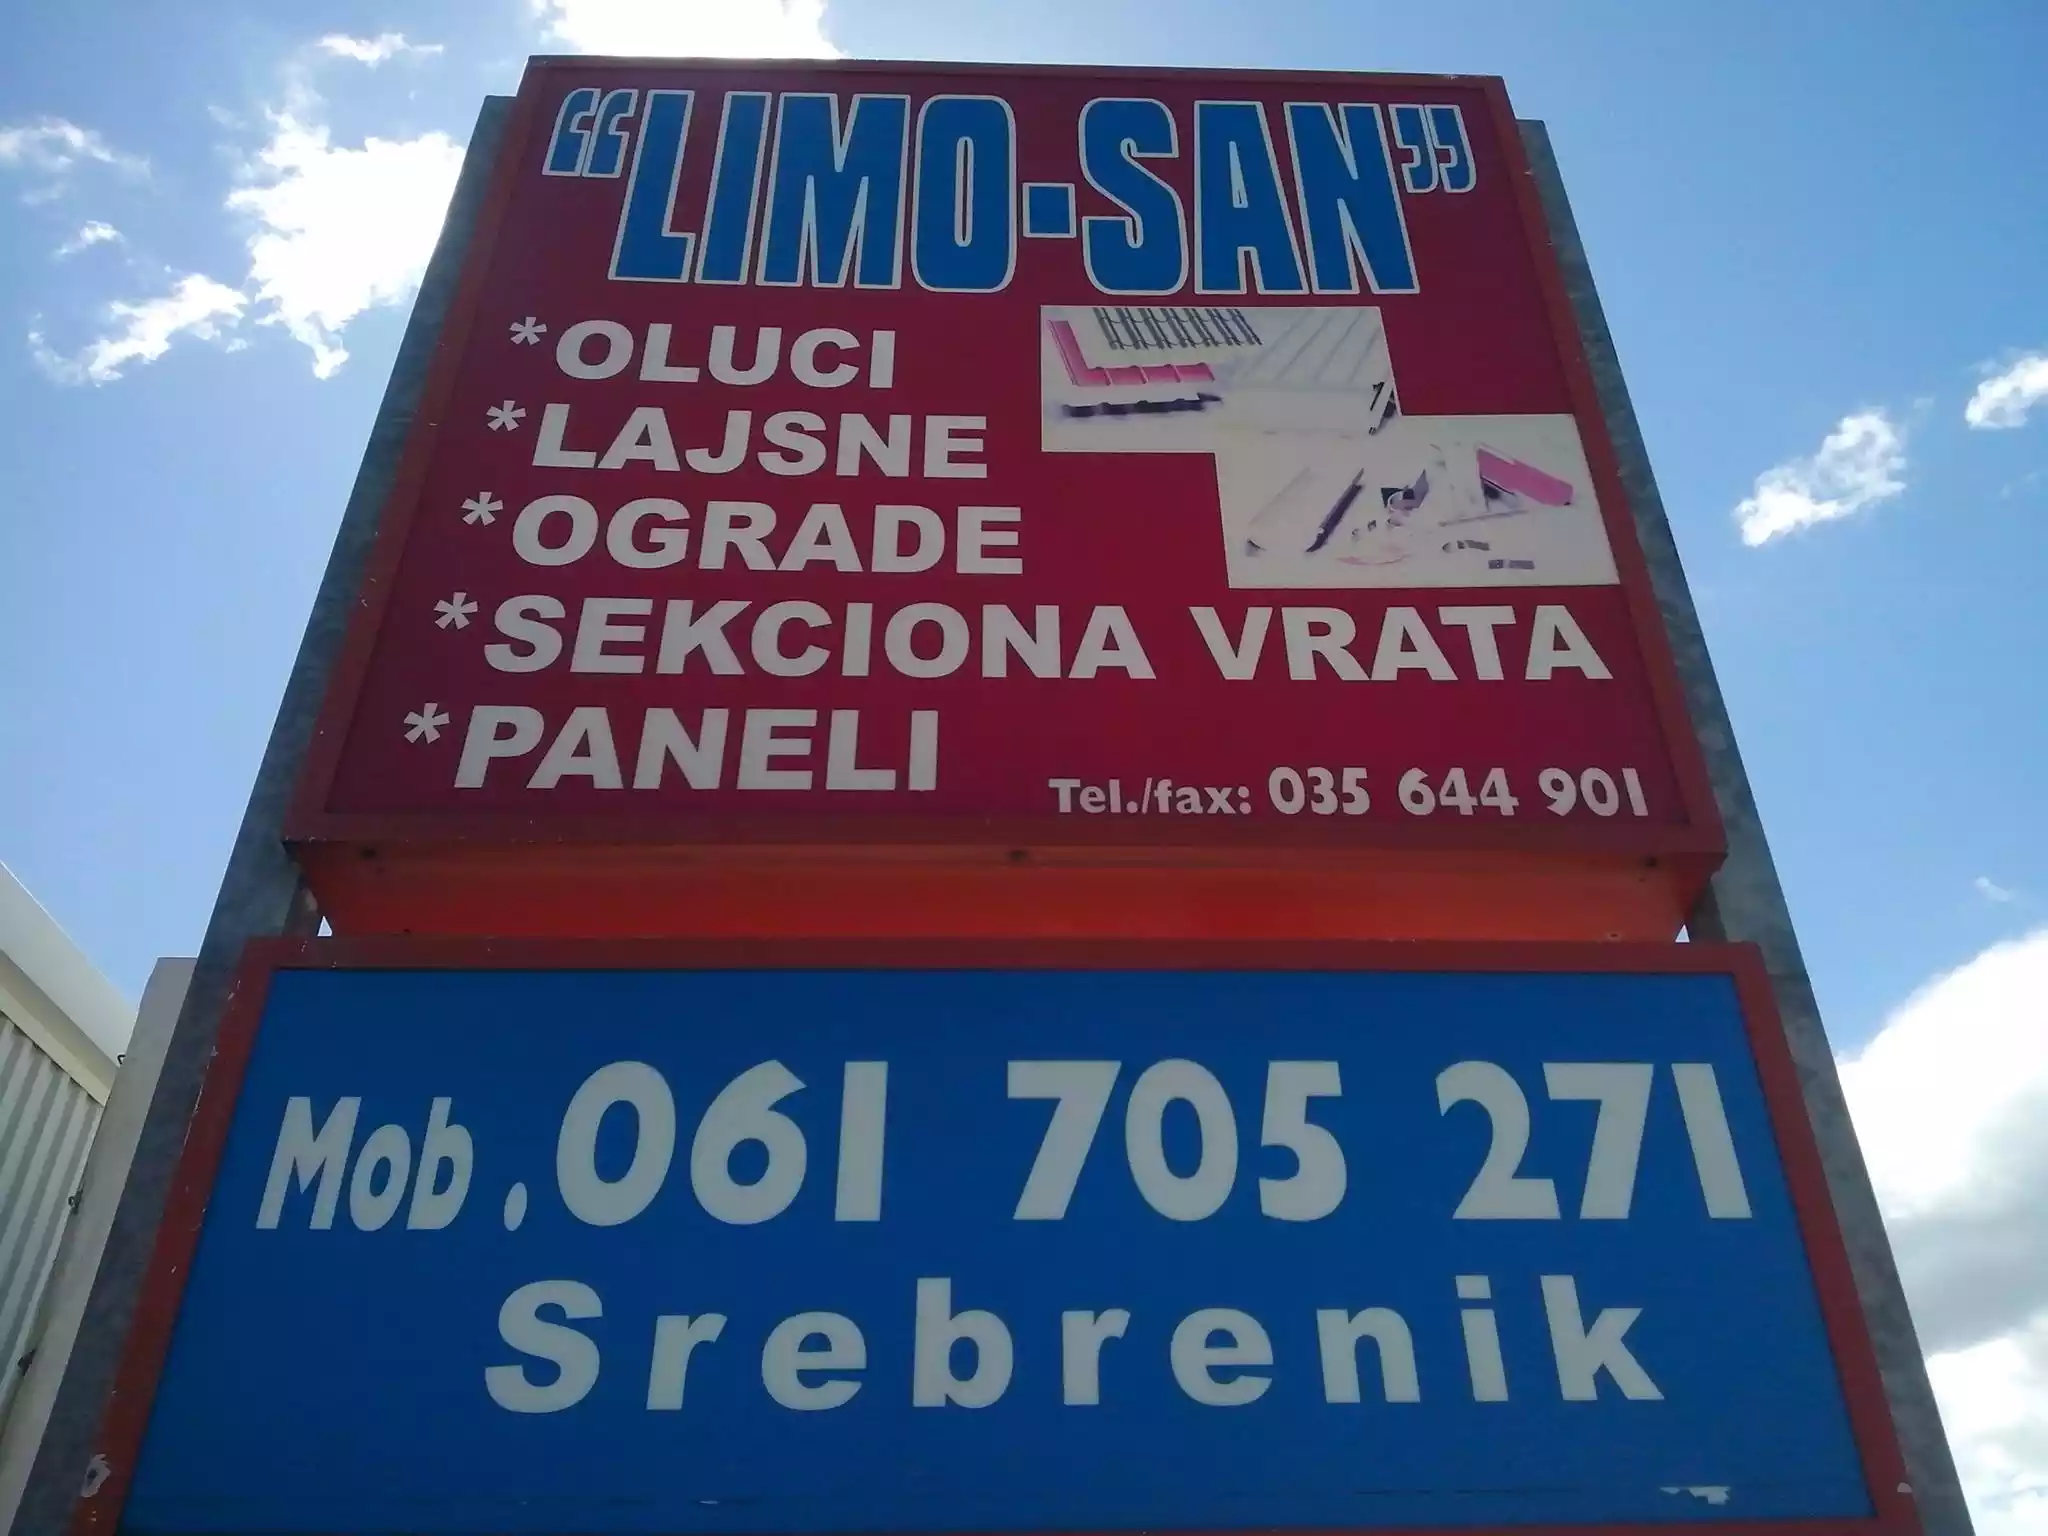 “LIMO-SAN”
*OLUCI
*LAJSNE
*OGRADE
*SEKCIONA VRATA
*PANELI
Tel./fax: 035 644 901
Mob. 061 705 271
Srebrenik